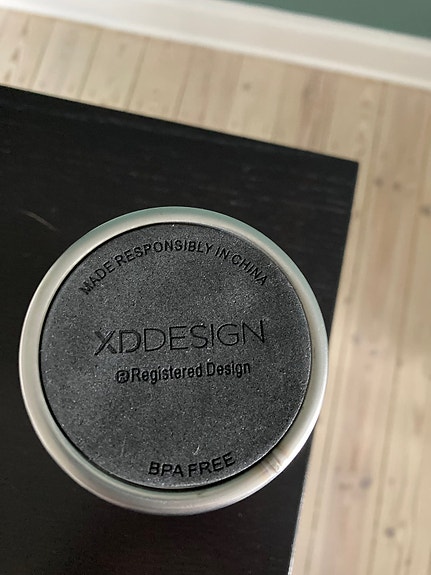 MADE RESPONSIBLY IN CHINA
XDDESIGN
®Registered Design
BPA FREE